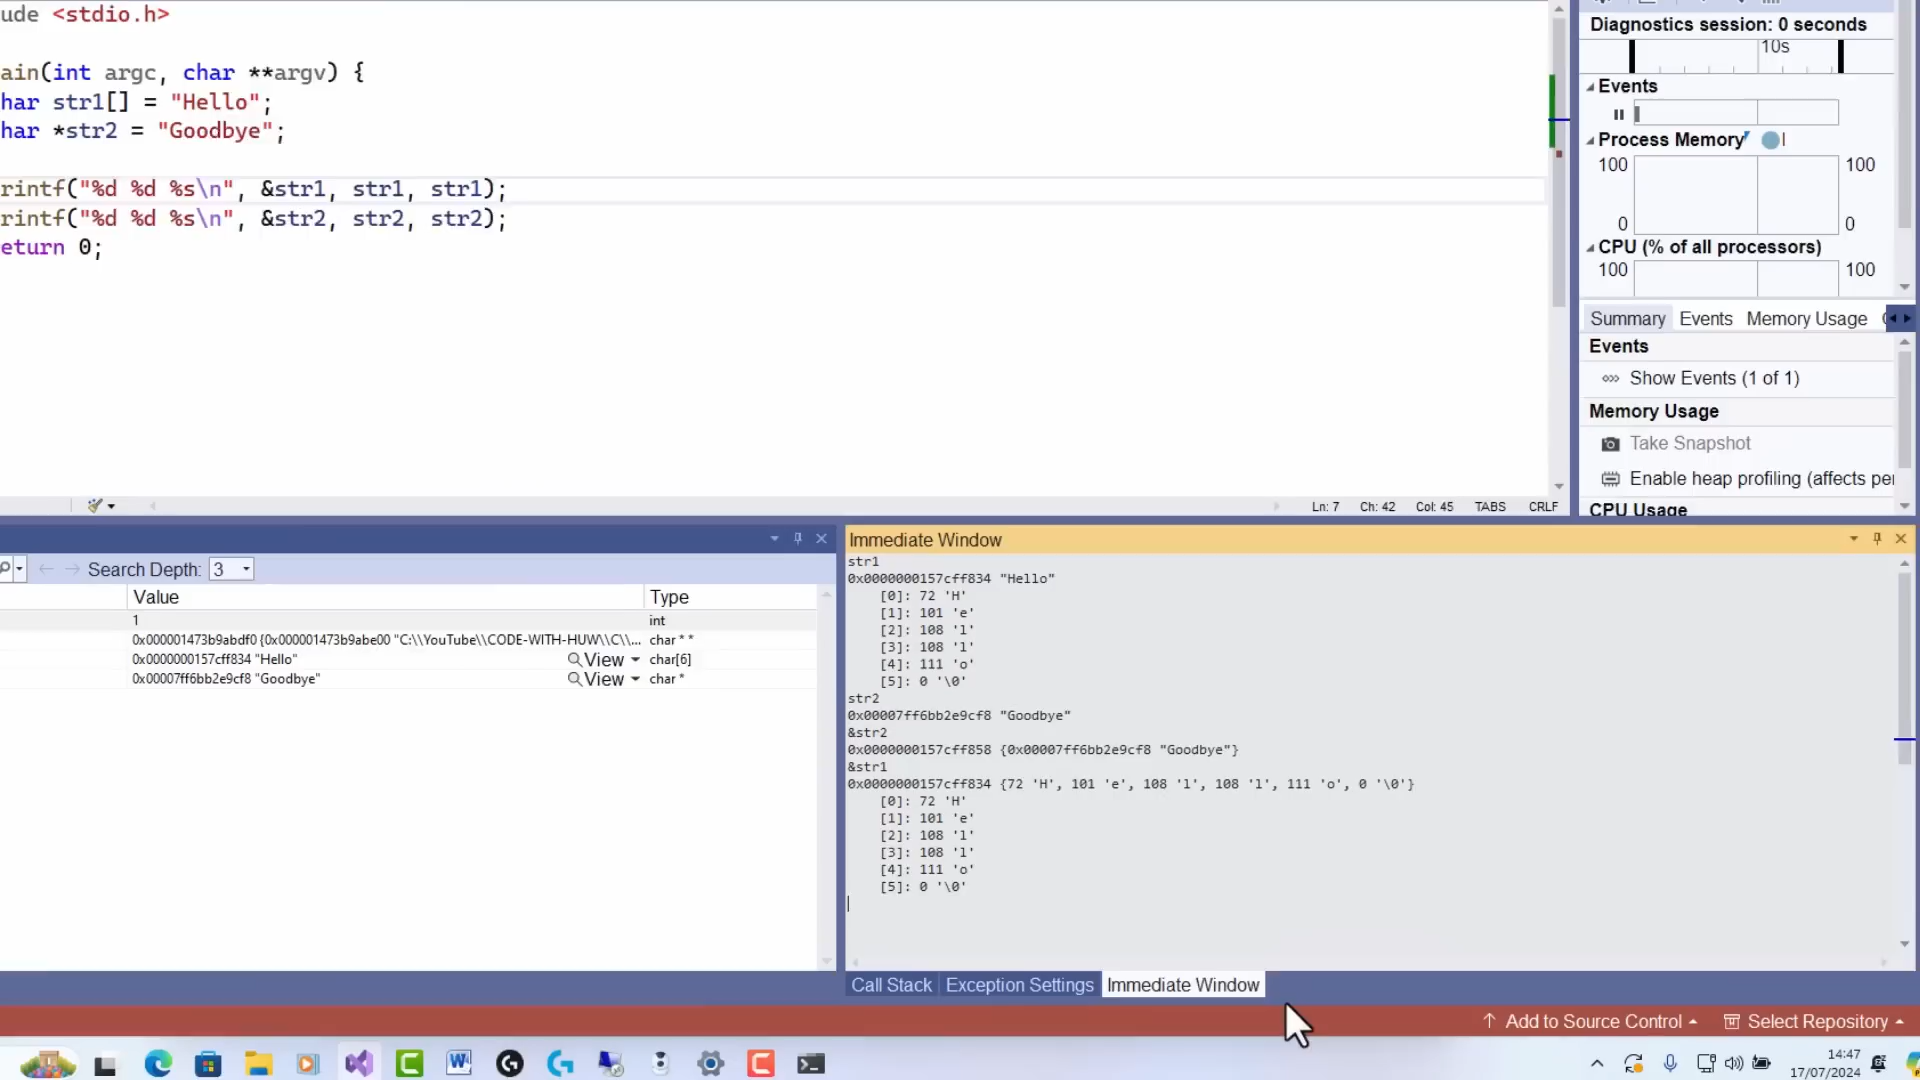 ude <stdio.h>
ain(int argc, char **argv) {
har str1[] = "Hello";
har *str2 = "Goodbye";
rintf("%d %d %s\n", &str1, str1, str1);
rintf("%d %d %s\n", &str2, str2, str2);
eturn 0;
Ln: 7 Ch: 42 Col: 45 TABS CRLF
Diagnostics session: 0 seconds
10s
Events
Process Memory
100 100
0 0
CPU (% of all processors)
100 100
Summary Events Memory Usage
Events
Show Events (1 of 1)
Memory Usage
Take Snapshot
Enable heap profiling (affects per
CPU Usage
Search Depth: 3
Value Type
1 int
0x000001473b9abdf0 {0x000001473b9abe00 "C:\\YouTube\\CODE-WITH-HUW\\C\\... char * *
0x0000000157cff834 "Hello" View char[6]
0x00007ff6bb2e9cf8 "Goodbye" View char *
Immediate Window
str1
0x0000000157cff834 "Hello"
[0]: 72 'H'
[1]: 101 'e'
[2]: 108 'l'
[3]: 108 'l'
[4]: 111 'o'
[5]: 0 '\0'
str2
0x00007ff6bb2e9cf8 "Goodbye"
&str2
0x0000000157cff858 {0x00007ff6bb2e9cf8 "Goodbye"}
&str1
0x0000000157cff834 {72 'H', 101 'e', 108 'l', 108 'l', 111 'o', 0 '\0'}
[0]: 72 'H'
[1]: 101 'e'
[2]: 108 'l'
[3]: 108 'l'
[4]: 111 'o'
[5]: 0 '\0'
Call Stack Exception Settings Immediate Window
Add to Source Control Select Repository
14:47
17/07/2024